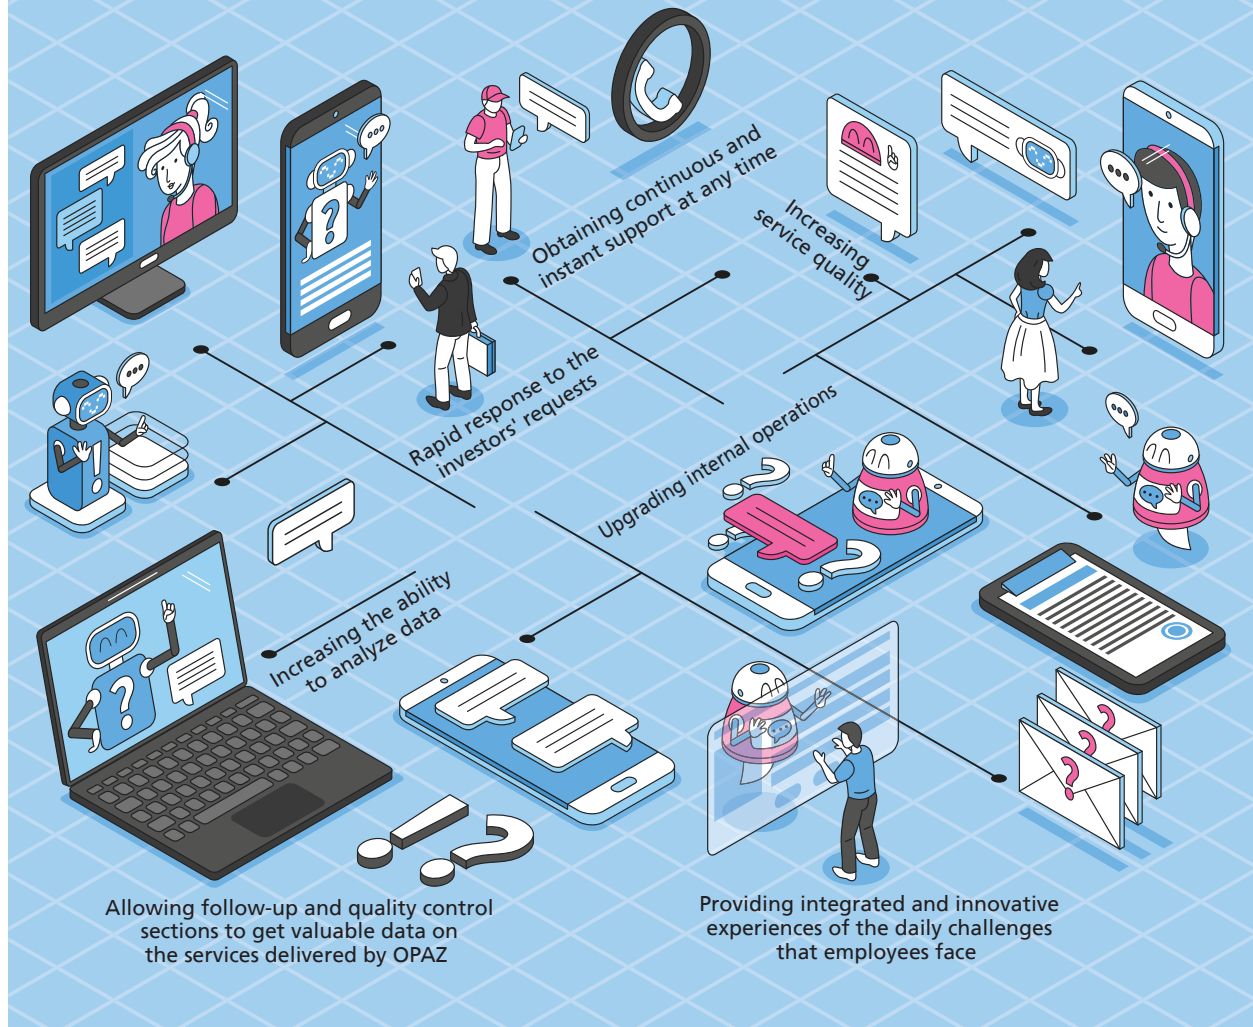 Obtaining continuous and
instant support at any time
Increasing
service quality
Rapid response to the
investors' requests
Upgrading internal operations
Increasing the ability
to analyze data
Allowing follow-up and quality control
sections to get valuable data on
the services delivered by OPAZ
Providing integrated and innovative
experiences of the daily challenges
that employees face